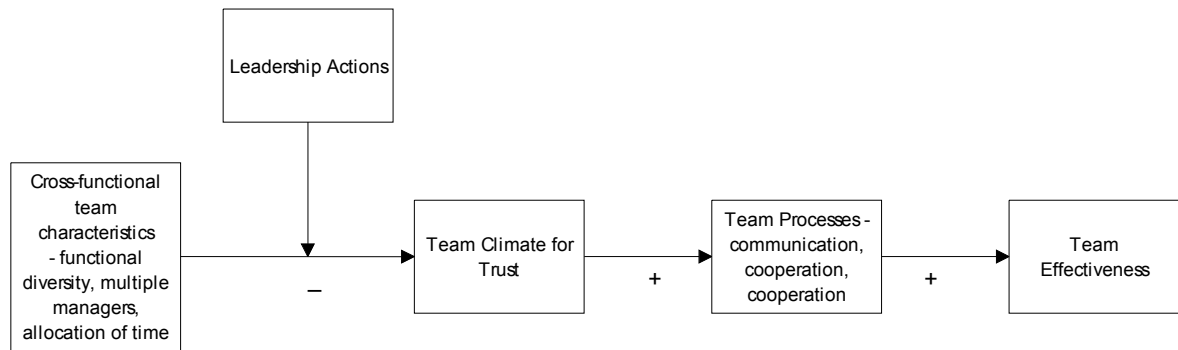 Leadership Actions
Cross-functional
team
characteristics
- functional
diversity, multiple
managers,
allocation of time
–
Team Climate for
Trust
+
Team Processes -
communication,
cooperation,
cooperation
+
Team
Effectiveness